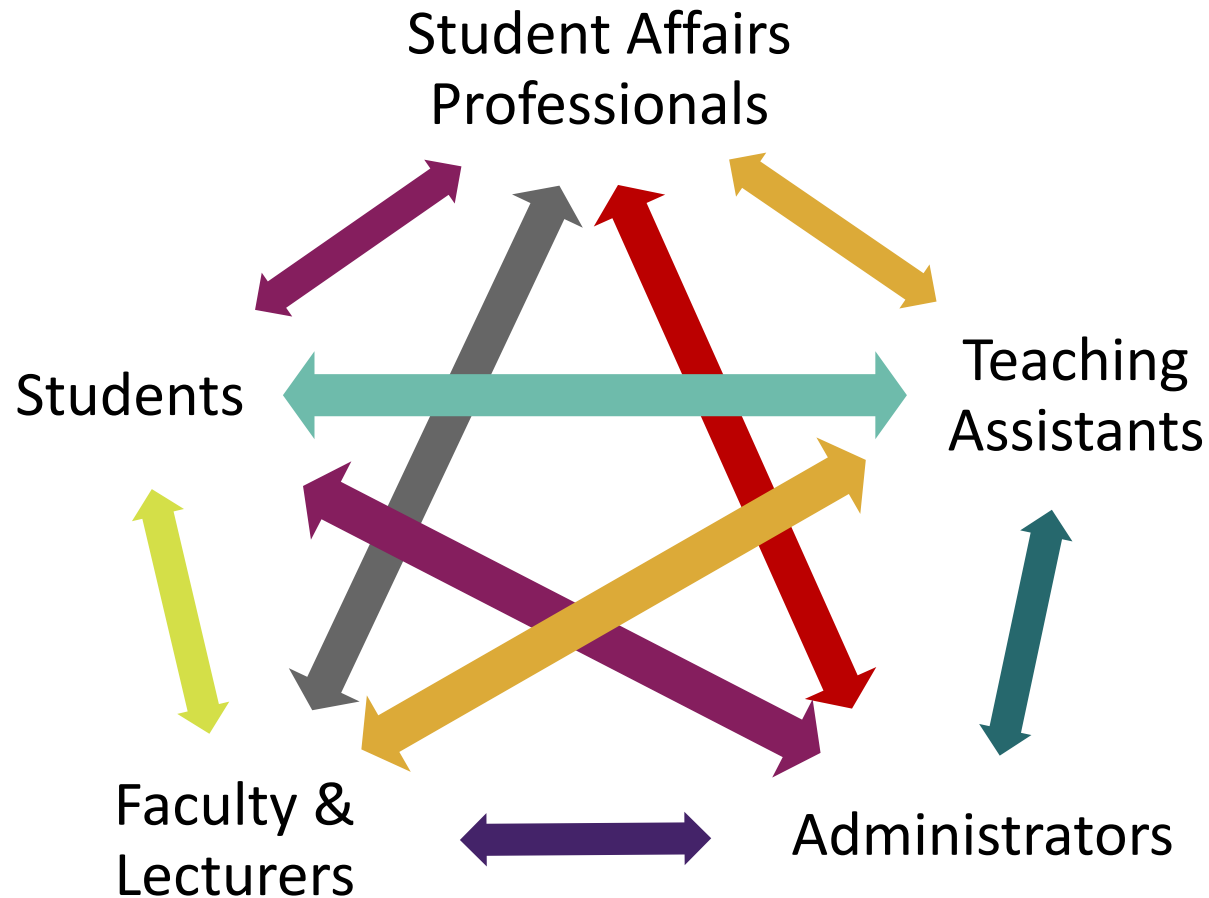 Student Affairs
Professionals
Students
Teaching
Assistants
Faculty &
Lecturers
Administrators